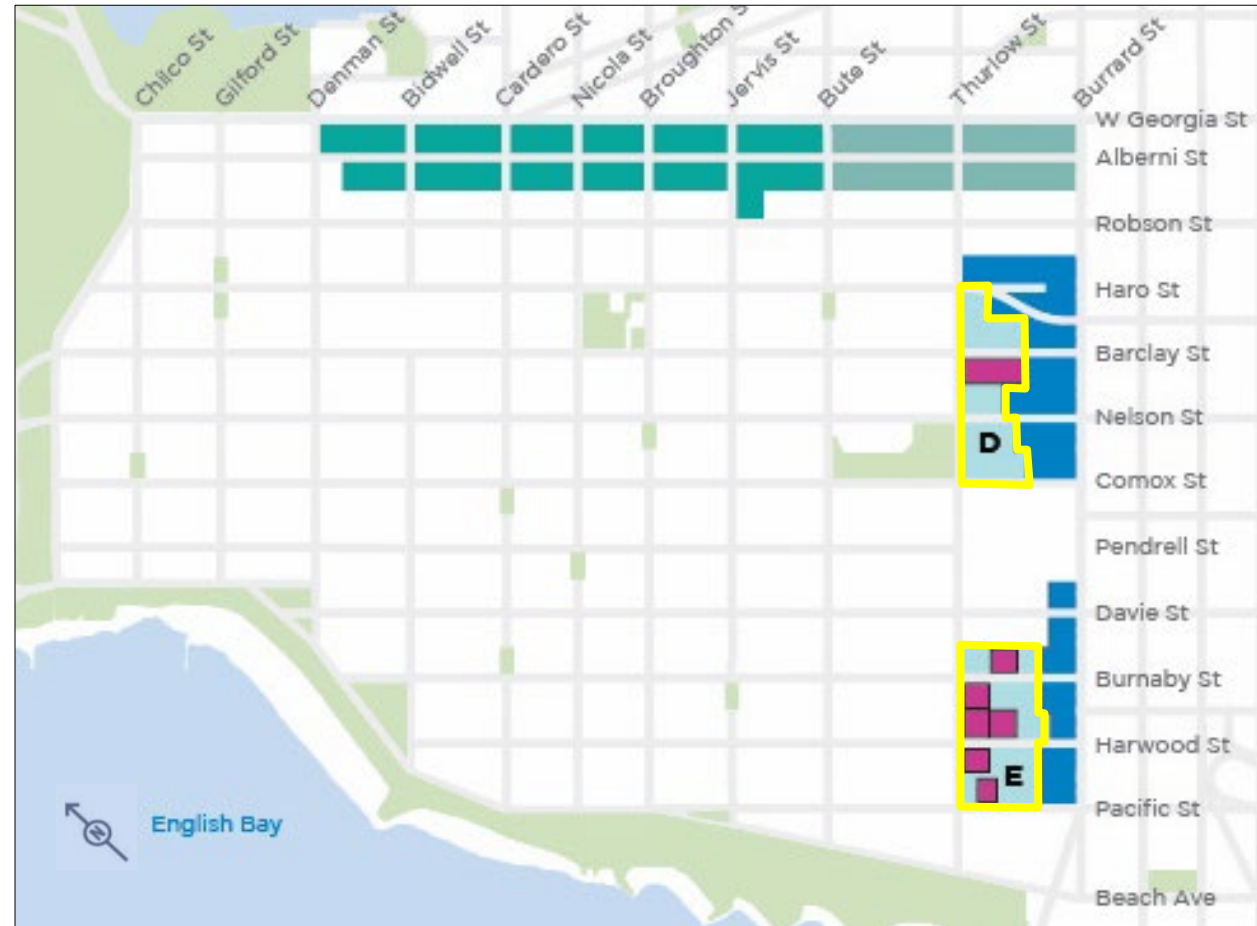 Chilco St
Gilford St
Denman St
Bidwell St
Cardero St
Nicola St
Broughton S
Jervis St
Bute St
Thurlow St
Burrard St
W Georgia St
Alberni St
Robson St
Haro St
Barclay St
Nelson St
D
Comox St
Pendrell St
Davie St
Burnaby St
Harwood St
E
Pacific St
N
English Bay
Beach Ave